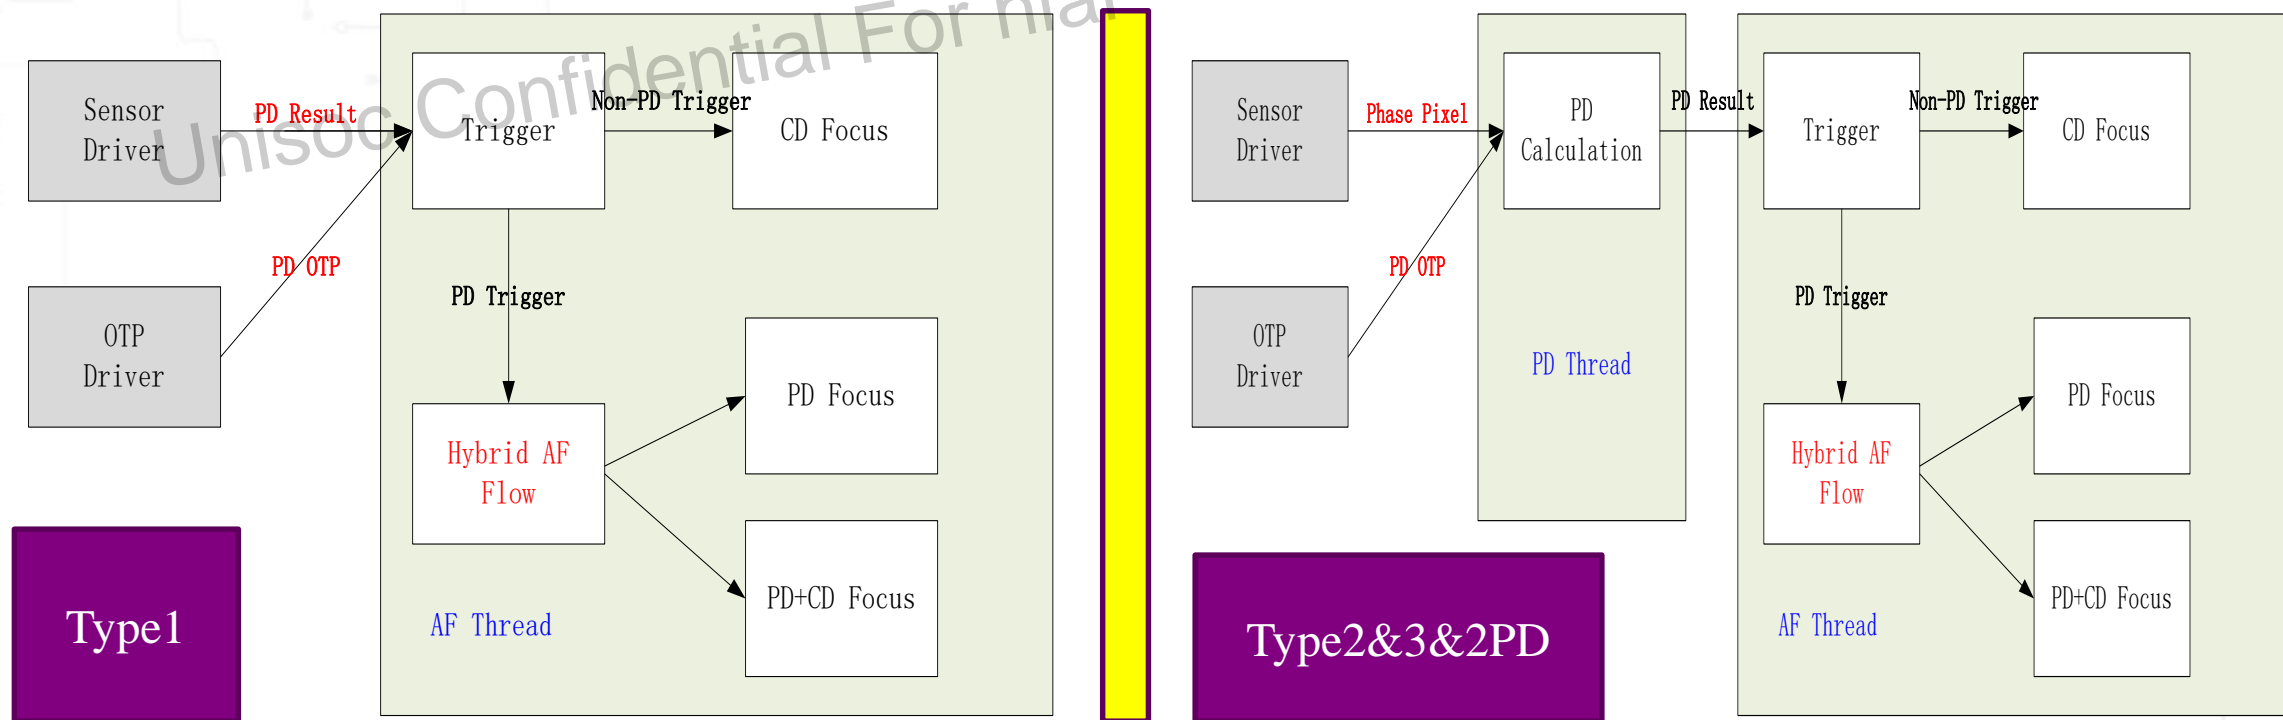 Unisoc Confidential For
Sensor
Driver
PD Result
Trigger
Non-PD Trigger
CD Focus
PD OTP
OTP
Driver
PD Trigger
Hybrid AF
Flow
PD Focus
PD+CD Focus
AF Thread
Type1
Sensor
Driver
Phase Pixel
PD
Calculation
PD Result
Trigger
Non-PD Trigger
CD Focus
PD OTP
OTP
Driver
PD Thread
PD Trigger
Hybrid AF
Flow
PD Focus
PD+CD Focus
AF Thread
Type2&3&2PD